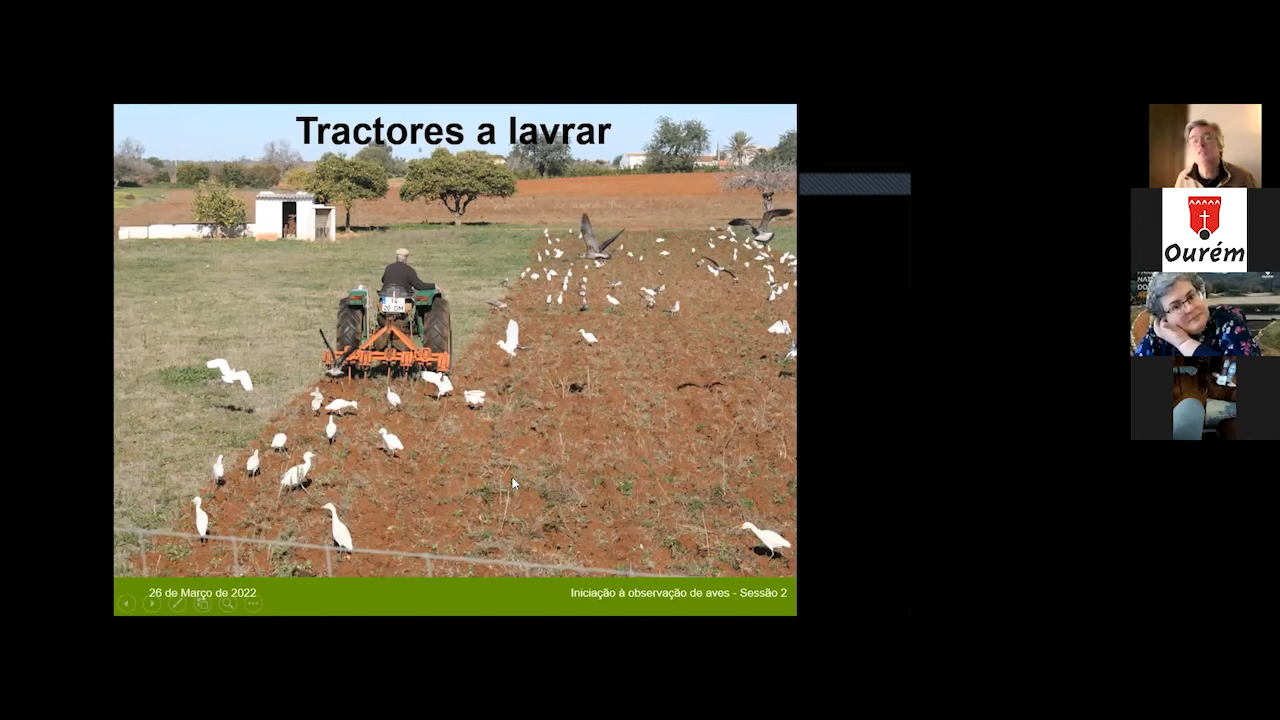 Tractores a lavrar
26 de Março de 2022
Iniciação à observação de aves - Sessão 2
Ourém